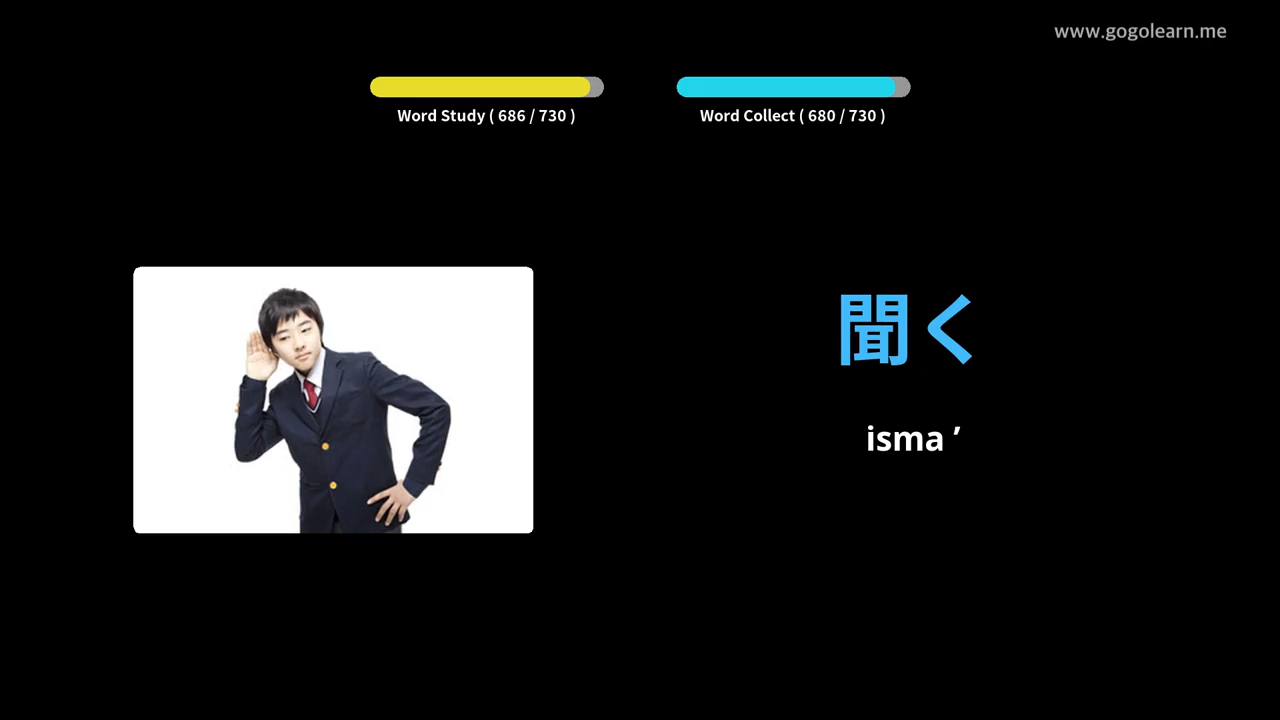 www.gogolearn.me
Word Study ( 686 / 730 )
Word Collect ( 680 / 730 )
聞く
isma ’